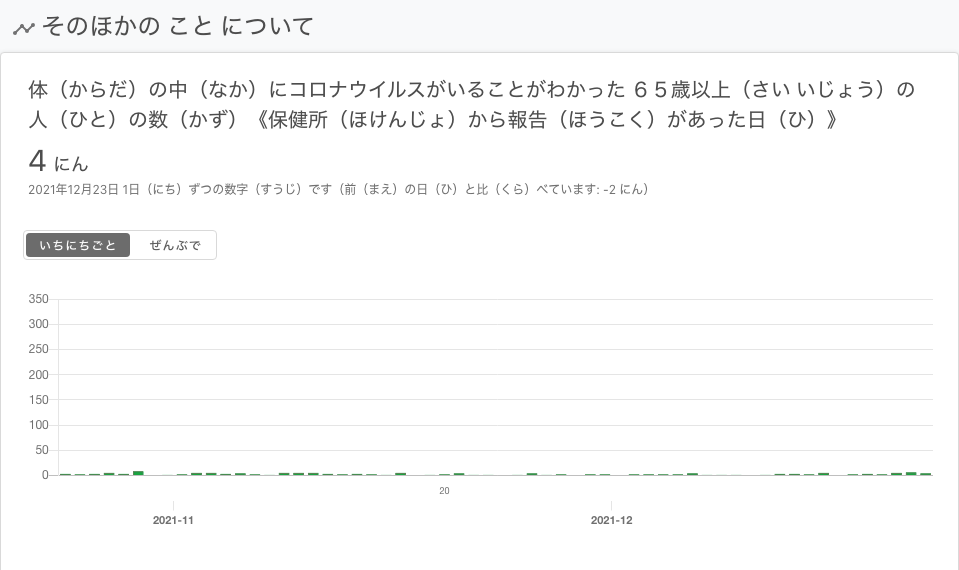 そのほかの こと について
体（からだ）の中（なか）にコロナウイルスがいることがわかった ６５歳以上（さい いじょう）の
人（ひと）の数（かず）《保健所（ほけんじょ）から報告（ほうこく）があった日（ひ）》
4 にん
2021年12月23日 1日（にち）ずつの数字（すうじ）です（前（まえ）の日（ひ）と比（くら）べています: -2 にん）
いちにちごと ぜんぶで
350
300
250
200
150
100
50
0
20
2021-11 2021-12